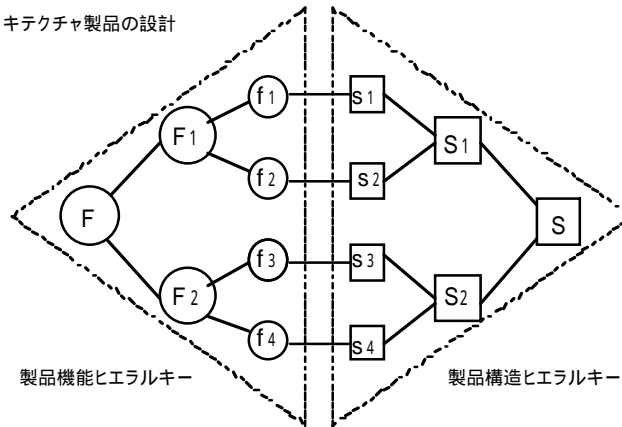 キテクチャ製品の設計
f1 s1
F1 S1
f2 s2
F S
f3 s3
F2 S2
f4 s4
製品機能ヒエラルキー 製品構造ヒエラルキー